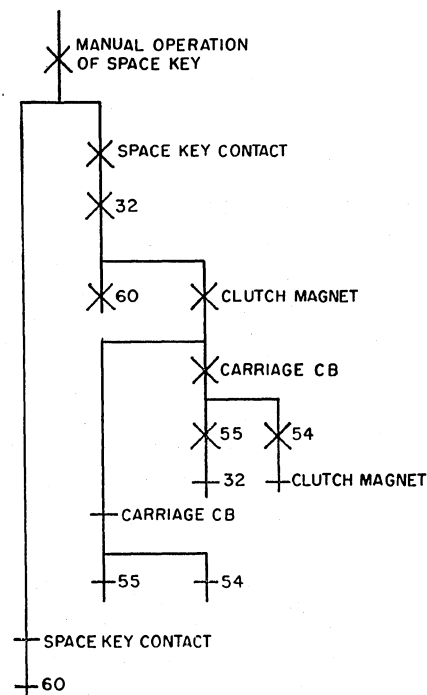 MANUAL OPERATION
OF SPACE KEY
SPACE KEY CONTACT
32
60
CLUTCH MAGNET
CARRIAGE CB
55
54
32
CLUTCH MAGNET
CARRIAGE CB
55
54
SPACE KEY CONTACT
60